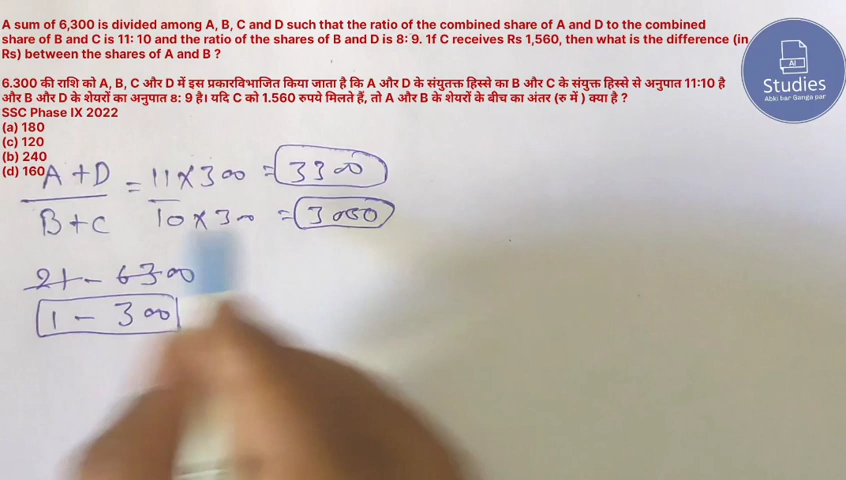 A sum of 6,300 is divided among A, B, C and D such that the ratio of the combined share of A and D to the combined
share of B and C is 11: 10 and the ratio of the shares of B and D is 8: 9. 1f C receives Rs 1,560, then what is the difference (in
Rs) between the shares of A and B ?
6.300 की राशि को A, B, C और D में इस प्रकारविभाजित किया जाता है कि A और D के संयुतक्त हिस्से का B और C के संयुक्त हिस्से से अनुपात 11:10 है
और B और D के शेयरों का अनुपात 8: 9 है। यदि C को 1.560 रुपये मिलते हैं, तो A और B के शेयरों के बीच का अंतर (रु में ) क्या है ?
SSC Phase IX 2022
(a) 180
(c) 120
(b) 240
(d) 160
A + D = 11 x 300 = 3300
B + C 10 x 300 = 3000
21 - 6300
1 - 300
AI
Studies
Abki bar Ganga par